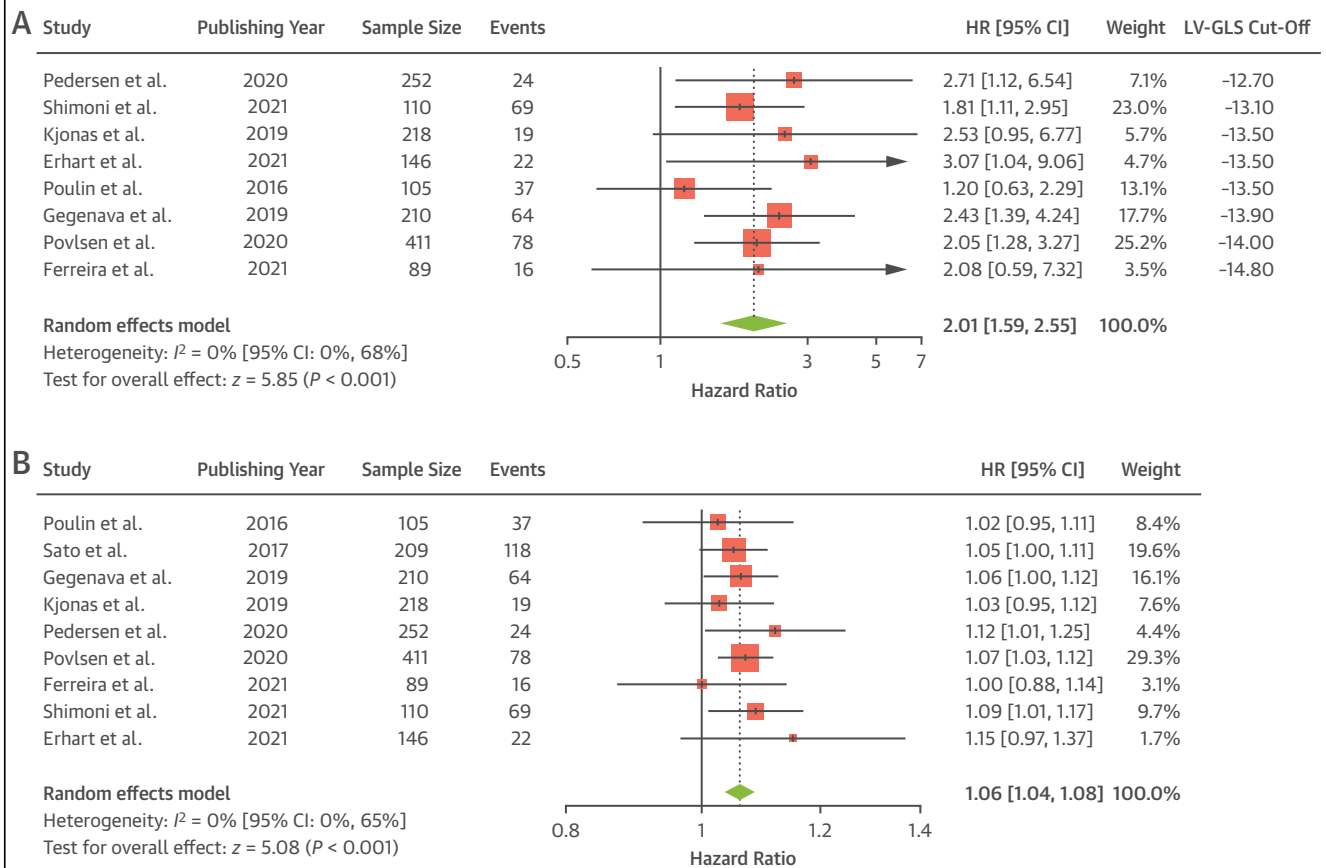 A Study Publishing Year Sample Size Events HR [95% CI] Weight LV-GLS Cut-Off
Pedersen et al. 2020 252 24 2.71 [1.12, 6.54] 7.1% -12.70
Shimoni et al. 2021 110 69 1.81 [1.11, 2.95] 23.0% -13.10
Kjonas et al. 2019 218 19 2.53 [0.95, 6.77] 5.7% -13.50
Erhart et al. 2021 146 22 3.07 [1.04, 9.06] 4.7% -13.50
Poulin et al. 2016 105 37 1.20 [0.63, 2.29] 13.1% -13.50
Gegenava et al. 2019 210 64 2.43 [1.39, 4.24] 17.7% -13.90
Povlsen et al. 2020 411 78 2.05 [1.28, 3.27] 25.2% -14.00
Ferreira et al. 2021 89 16 2.08 [0.59, 7.32] 3.5% -14.80
Random effects model 2.01 [1.59, 2.55] 100.0%
Heterogeneity: I² = 0% [95% CI: 0%, 68%]
0.5 1 3 5 7
Test for overall effect: z = 5.85 (P < 0.001)
Hazard Ratio
B Study Publishing Year Sample Size Events HR [95% CI] Weight
Poulin et al. 2016 105 37 1.02 [0.95, 1.11] 8.4%
Sato et al. 2017 209 118 1.05 [1.00, 1.11] 19.6%
Gegenava et al. 2019 210 64 1.06 [1.00, 1.12] 16.1%
Kjonas et al. 2019 218 19 1.03 [0.95, 1.12] 7.6%
Pedersen et al. 2020 252 24 1.12 [1.01, 1.25] 4.4%
Povlsen et al. 2020 411 78 1.07 [1.03, 1.12] 29.3%
Ferreira et al. 2021 89 16 1.00 [0.88, 1.14] 3.1%
Shimoni et al. 2021 110 69 1.09 [1.01, 1.17] 9.7%
Erhart et al. 2021 146 22 1.15 [0.97, 1.37] 1.7%
Random effects model 1.06 [1.04, 1.08] 100.0%
Heterogeneity: I² = 0% [95% CI: 0%, 65%]
0.8 1 1.2 1.4
Test for overall effect: z = 5.08 (P < 0.001)
Hazard Ratio